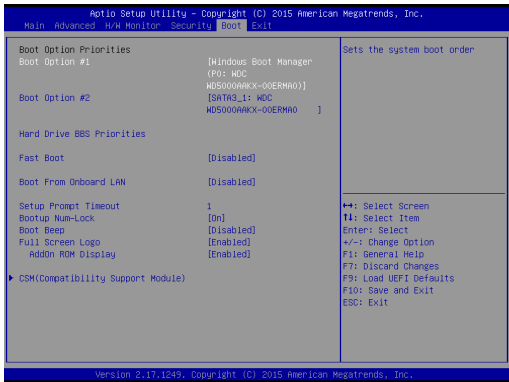 Aptio Setup Utility - Copyright (C) 2015 American Megatrends, Inc.
Main Advanced H/W Monitor Security Boot Exit
Boot Option Priorities
Boot Option #1 [Windows Boot Manager
(P0: WDC
WD5000AAKX-00ERMA0)]
Boot Option #2 [SATA3_1: WDC
WD5000AAKX-00ERMA0 ]
Hard Drive BBS Priorities
Fast Boot [Disabled]
Boot From Onboard LAN [Disabled]
Setup Prompt Timeout 1
Bootup Num-Lock [On]
Boot Beep [Disabled]
Full Screen Logo [Enabled]
AddOn ROM Display [Enabled]
CSM(Compatibility Support Module)
Sets the system boot order
↔: Select Screen
↑↓: Select Item
Enter: Select
+/-: Change Option
F1: General Help
F7: Discard Changes
F9: Load UEFI Defaults
F10: Save and Exit
ESC: Exit
Version 2.17.1249. Copyright (C) 2015 American Megatrends, Inc.